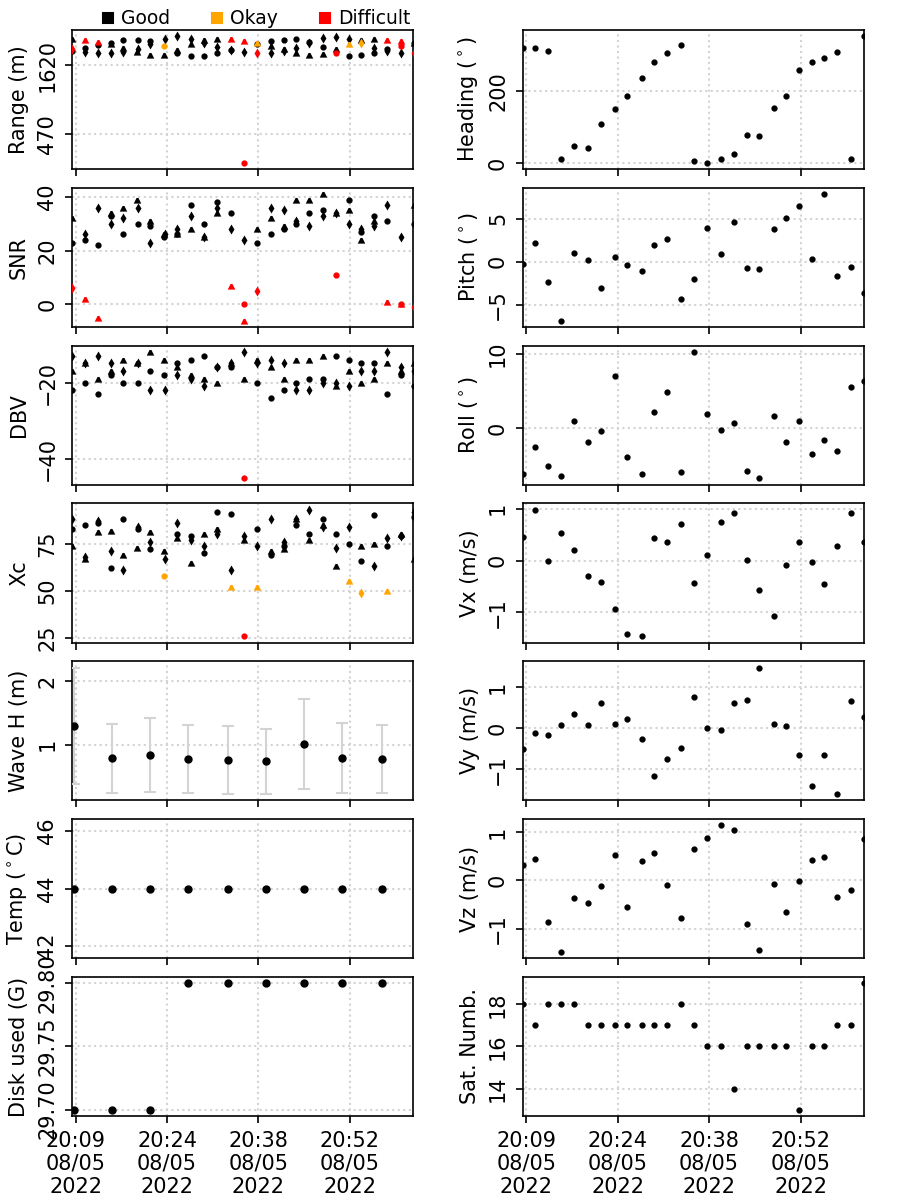 Good Okay Difficult
Range (m)
1620
470
Heading (°)
200
0
SNR
40
20
0
Pitch (°)
5
0
−5
DBV
−20
−40
Roll (°)
10
0
Xc
75
50
25
Vx (m/s)
1
0
−1
Wave H (m)
2
1
Vy (m/s)
1
0
−1
Temp (°C)
46
44
42
Vz (m/s)
1
0
−1
Disk used (G)
29.80
29.75
29.70
Sat. Numb.
18
16
14
20:09 20:24 20:38 20:52
08/05 08/05 08/05 08/05
2022 2022 2022 2022
20:09 20:24 20:38 20:52
08/05 08/05 08/05 08/05
2022 2022 2022 2022